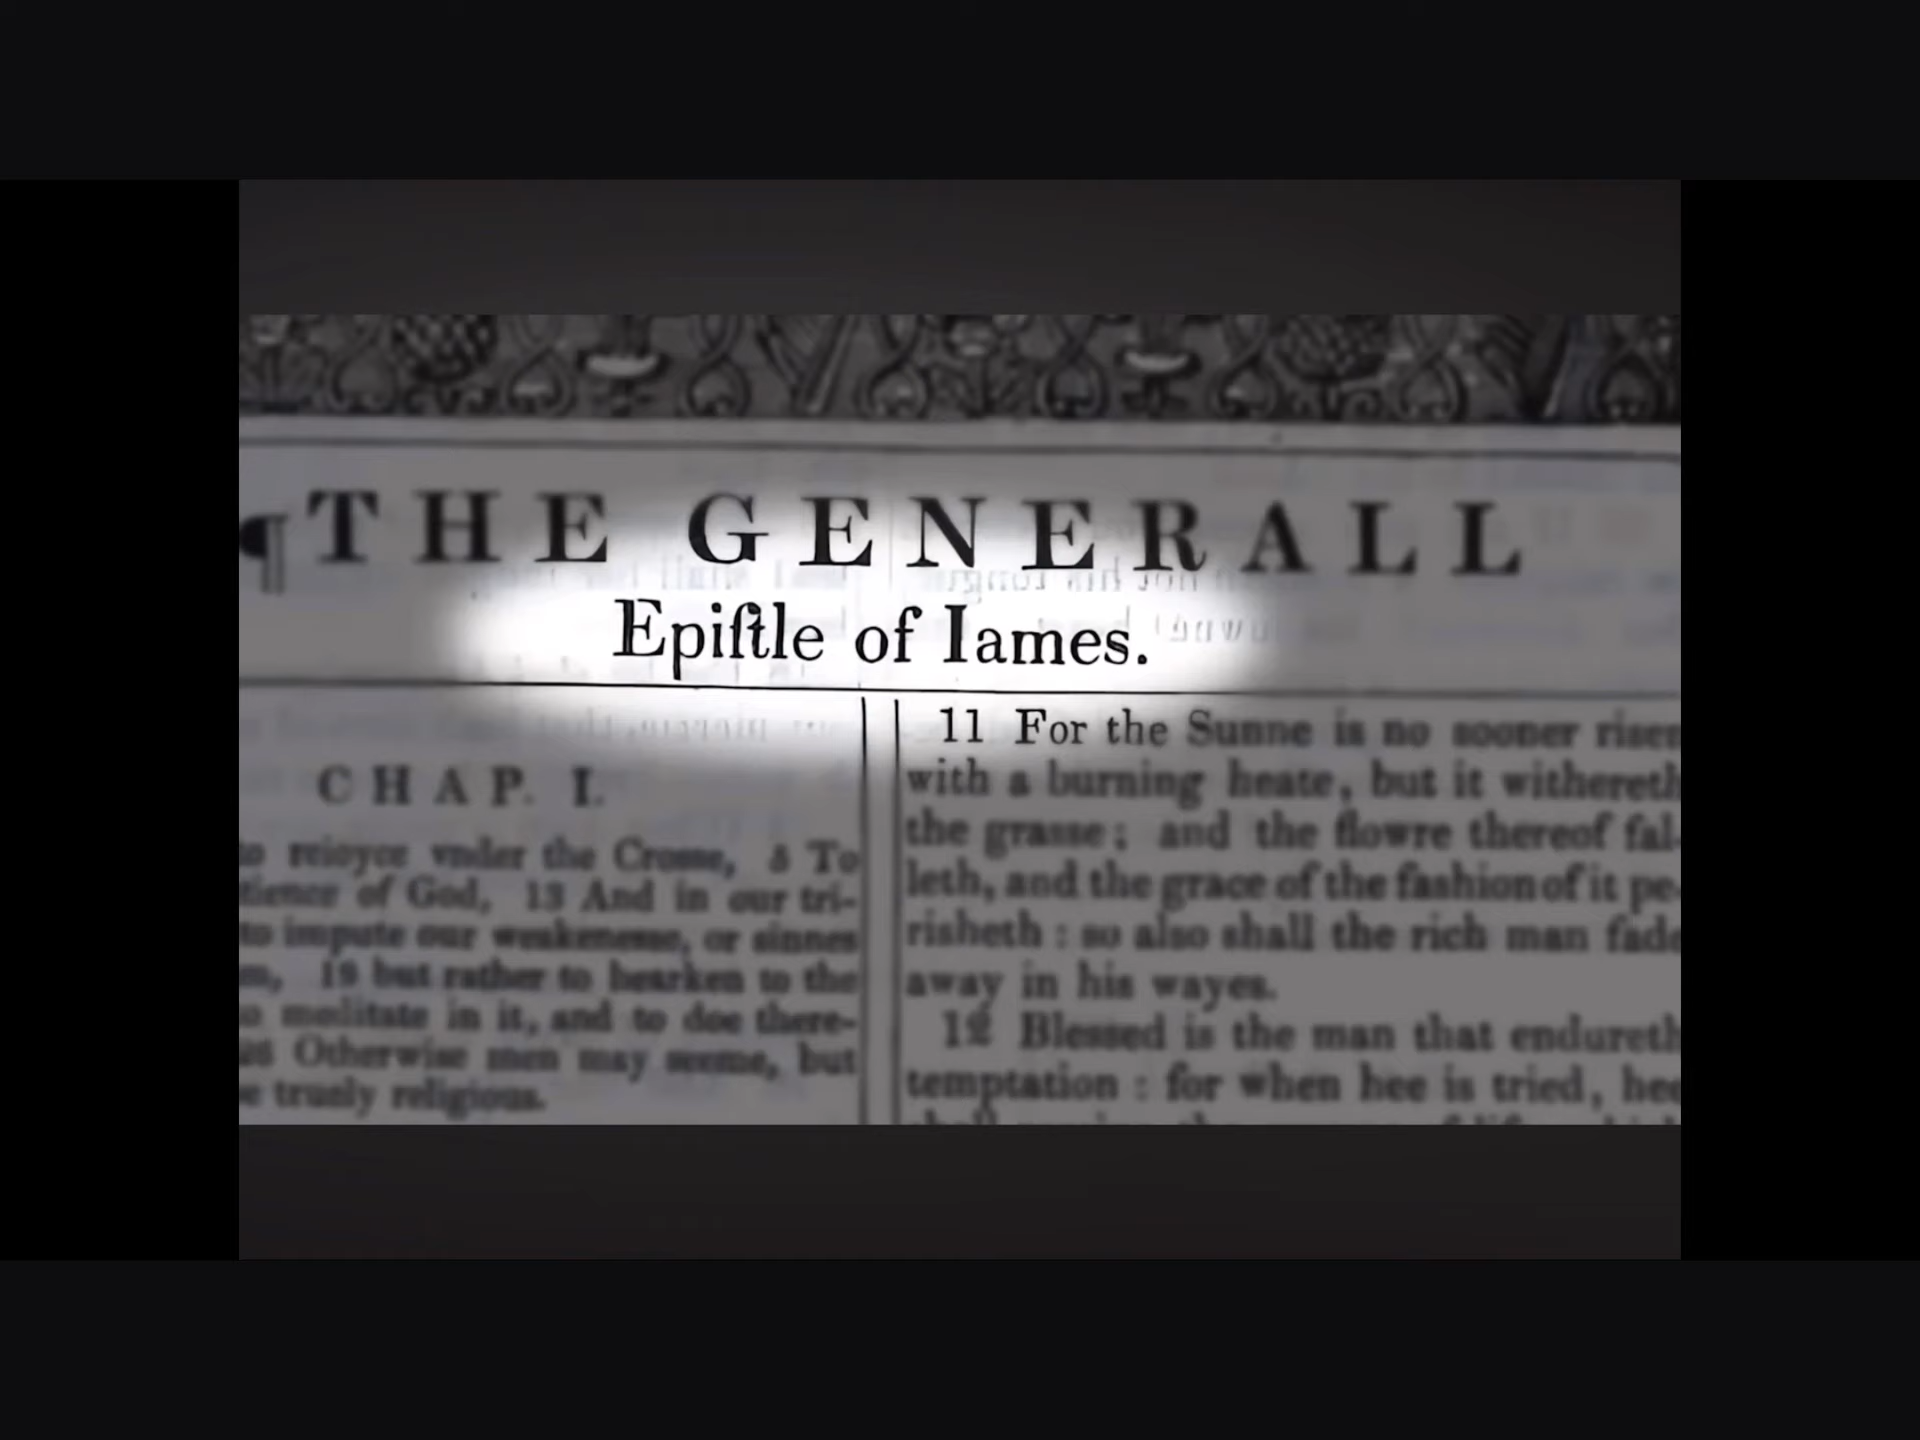 ¶THE GENERALL
Epiſtle of Iames.
CHAP. I.
to reioyce vnder the Crosse, 5 To
tience of God, 13 And in our tri-
to impute our weakenesse, or sinnes
m, 19 but rather to hearken to the
o meditate in it, and to doe there-
26 Otherwise men may seeme, but
e truely religious.
11 For the Sunne is no sooner risen
with a burning heate, but it withereth
the grasse; and the flowre thereof fal-
leth, and the grace of the fashion of it pe-
risheth: so also shall the rich man fade
away in his wayes.
12 Blessed is the man that endureth
temptation: for when hee is tried, hee